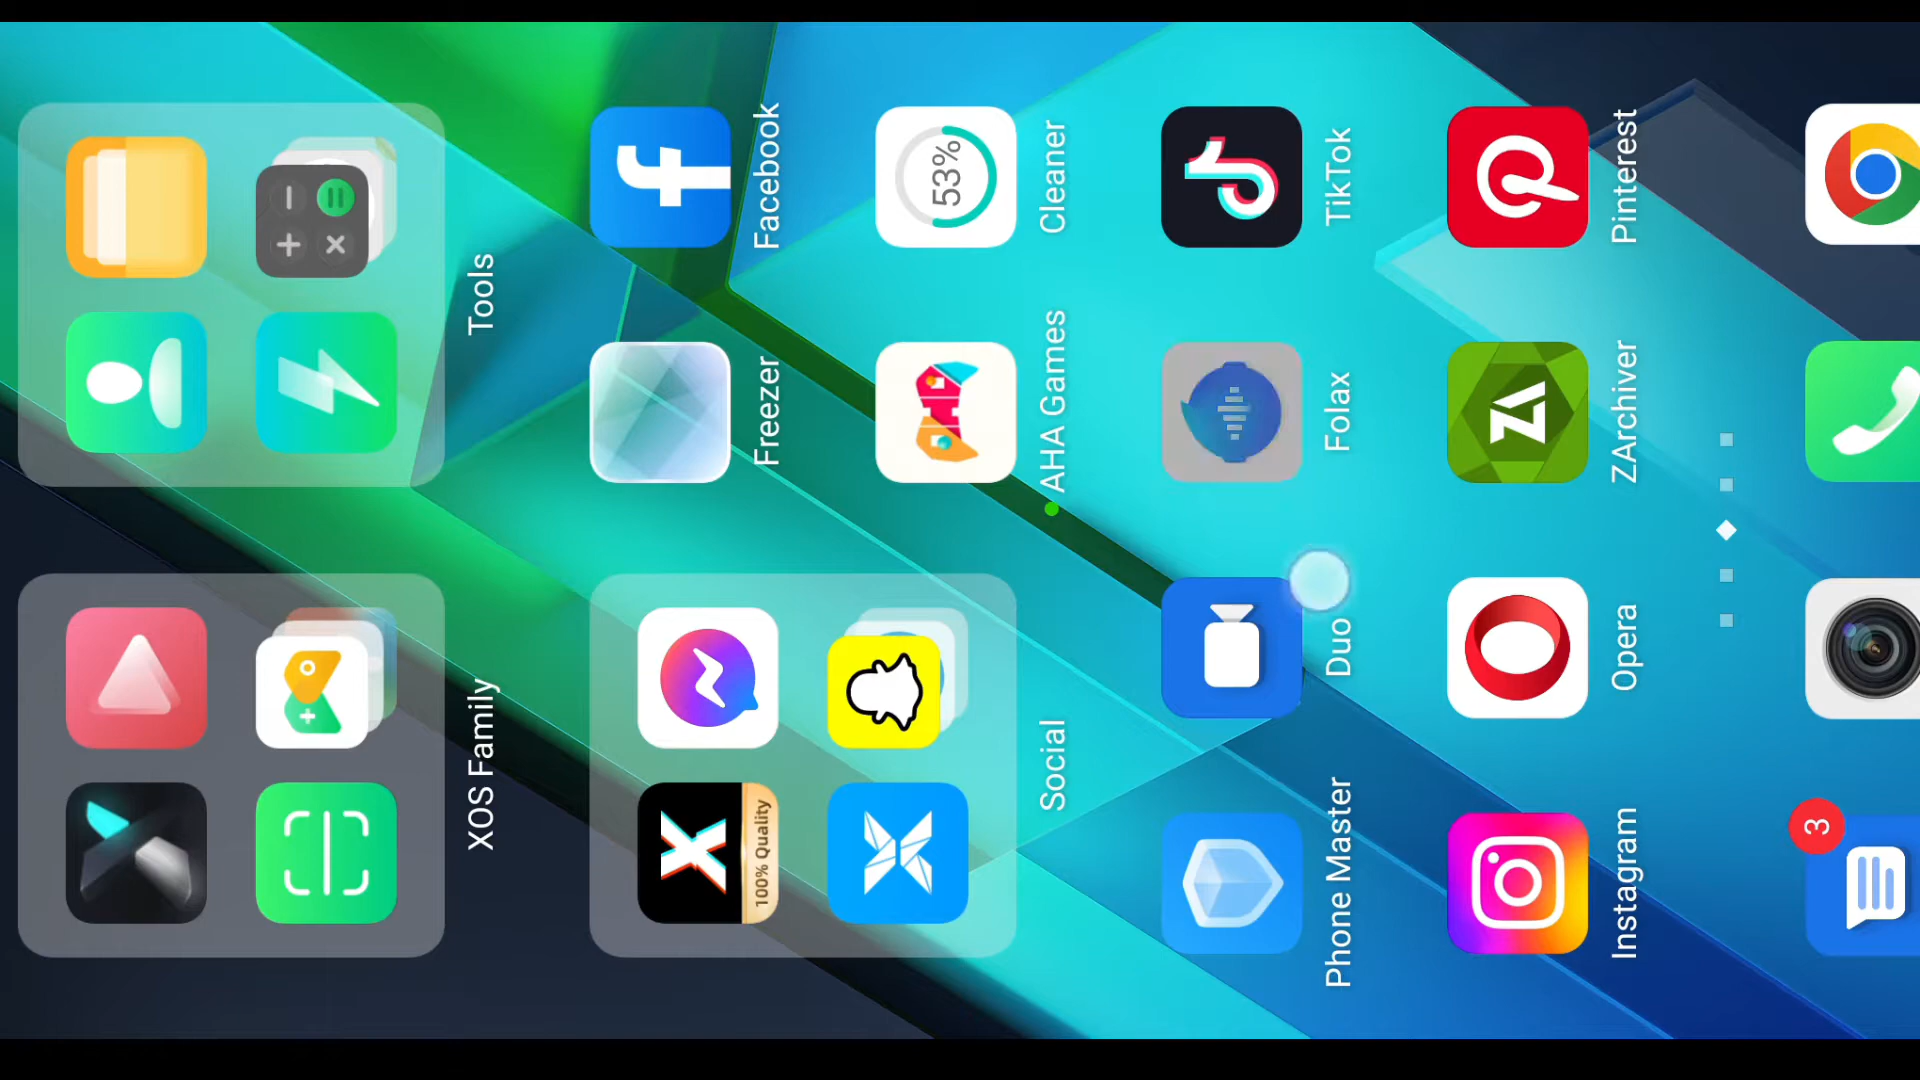 XOS Family
Tools
100% Quality
Social
Facebook
Freezer
53%
Cleaner
AHA Games
Phone Master
Duo
Folax
TikTok
Instagram
Opera
ZA
ZArchiver
Pinterest
3